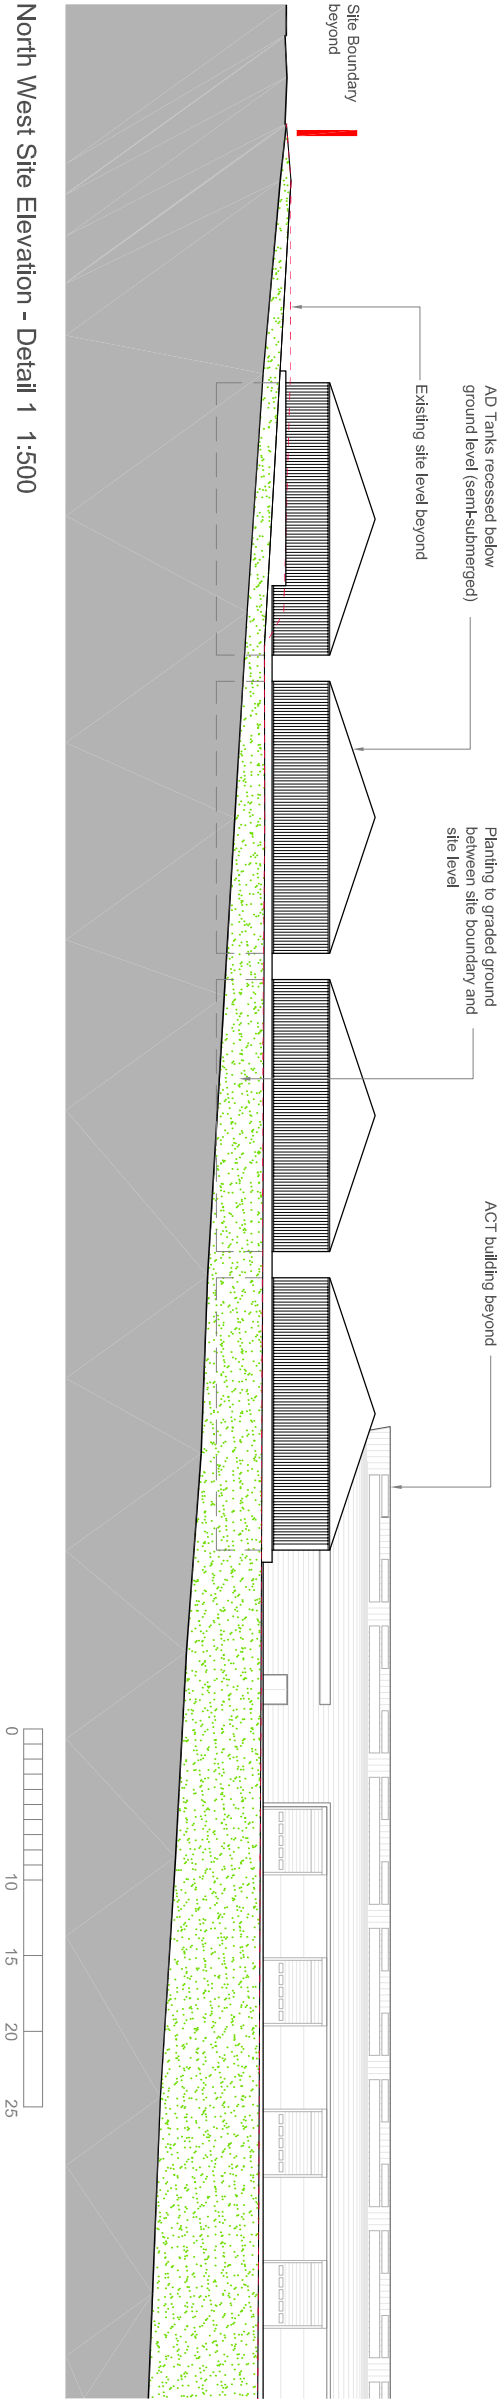 Site Boundary
beyond
Existing site level beyond
AD Tanks recessed below
ground level (semi-submerged)
Planting to graded ground
between site boundary and
site level
ACT building beyond
North West Site Elevation - Detail 1 1:500
0 10 15 20 25